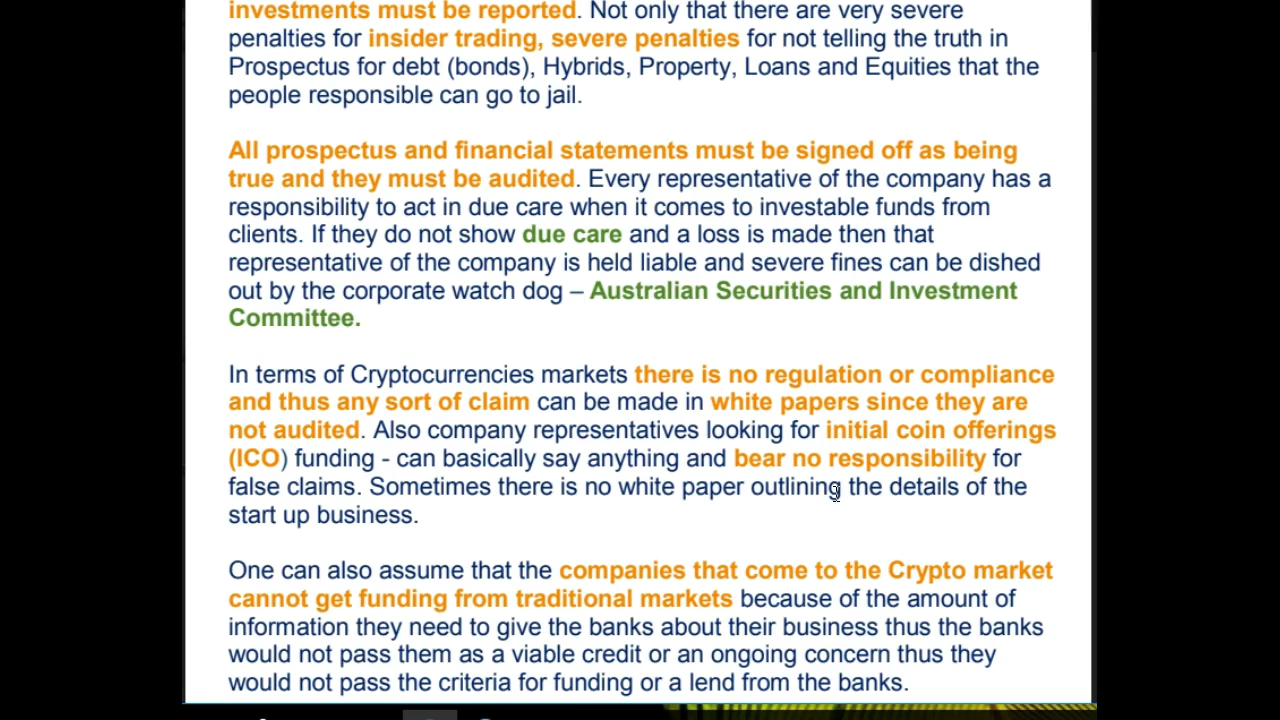 investments must be reported. Not only that there are very severe
penalties for insider trading, severe penalties for not telling the truth in
Prospectus for debt (bonds), Hybrids, Property, Loans and Equities that the
people responsible can go to jail.
All prospectus and financial statements must be signed off as being
true and they must be audited. Every representative of the company has a
responsibility to act in due care when it comes to investable funds from
clients. If they do not show due care and a loss is made then that
representative of the company is held liable and severe fines can be dished
out by the corporate watch dog – Australian Securities and Investment
Committee.
In terms of Cryptocurrencies markets there is no regulation or compliance
and thus any sort of claim can be made in white papers since they are
not audited. Also company representatives looking for initial coin offerings
(ICO) funding - can basically say anything and bear no responsibility for
false claims. Sometimes there is no white paper outlining the details of the
start up business.
One can also assume that the companies that come to the Crypto market
cannot get funding from traditional markets because of the amount of
information they need to give the banks about their business thus the banks
would not pass them as a viable credit or an ongoing concern thus they
would not pass the criteria for funding or a lend from the banks.